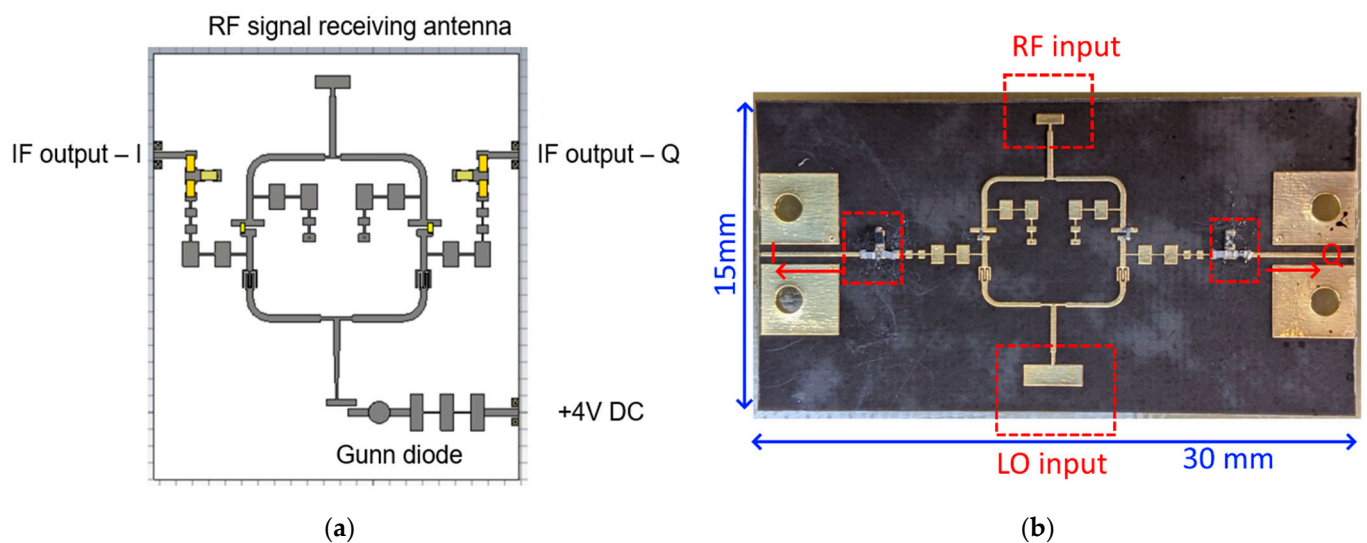 RF signal receiving antenna
IF output – I
IF output – Q
+4V DC
Gunn diode
(a)
RF input
15mm
I
Q
LO input
30 mm
(b)